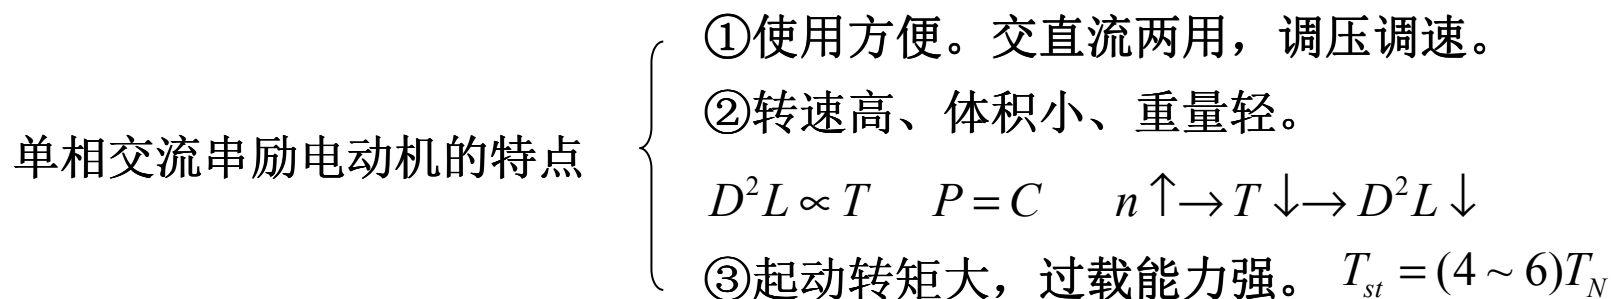 单相交流串励电动机的特点
①使用方便。交直流两用，调压调速。
②转速高、体积小、重量轻。
D²L ∝ T P = C n ↑→ T ↓→ D²L ↓
③起动转矩大，过载能力强。 T_st = (4 ~ 6)T_N